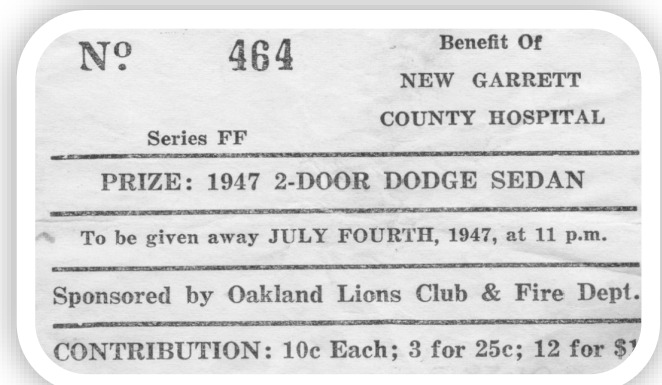 Nº 464
Benefit Of
NEW GARRETT
COUNTY HOSPITAL
Series FF
PRIZE: 1947 2-DOOR DODGE SEDAN
To be given away JULY FOURTH, 1947, at 11 p.m.
Sponsored by Oakland Lions Club & Fire Dept.
CONTRIBUTION: 10c Each; 3 for 25c; 12 for $1